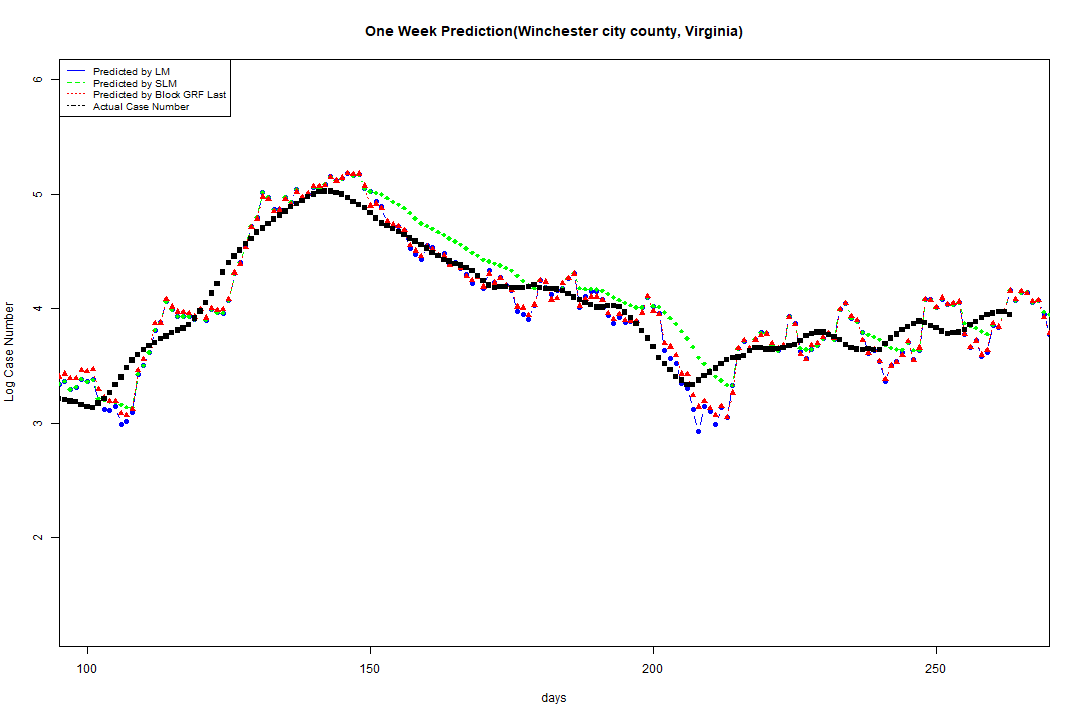 One Week Prediction(Winchester city county, Virginia)
Predicted by LM
Predicted by SLM
Predicted by Block GRF Last
Actual Case Number
Log Case Number
6
5
4
3
2
100 150 200 250
days